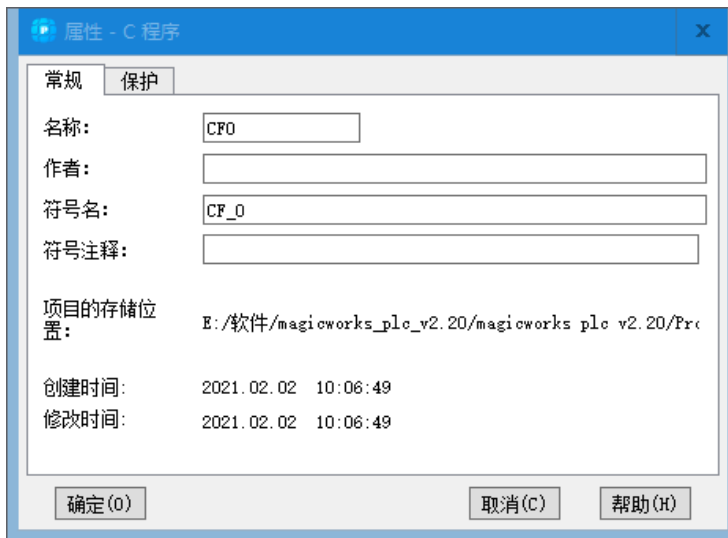 属性 - C 程序
常规 保护
名称: CF0
作者:
符号名: CF_0
符号注释:
项目的存储位
置: E:/软件/magicworks_plc_v2.20/magicworks plc v2.20/Pro
创建时间: 2021.02.02 10:06:49
修改时间: 2021.02.02 10:06:49
确定(O) 取消(C) 帮助(H)